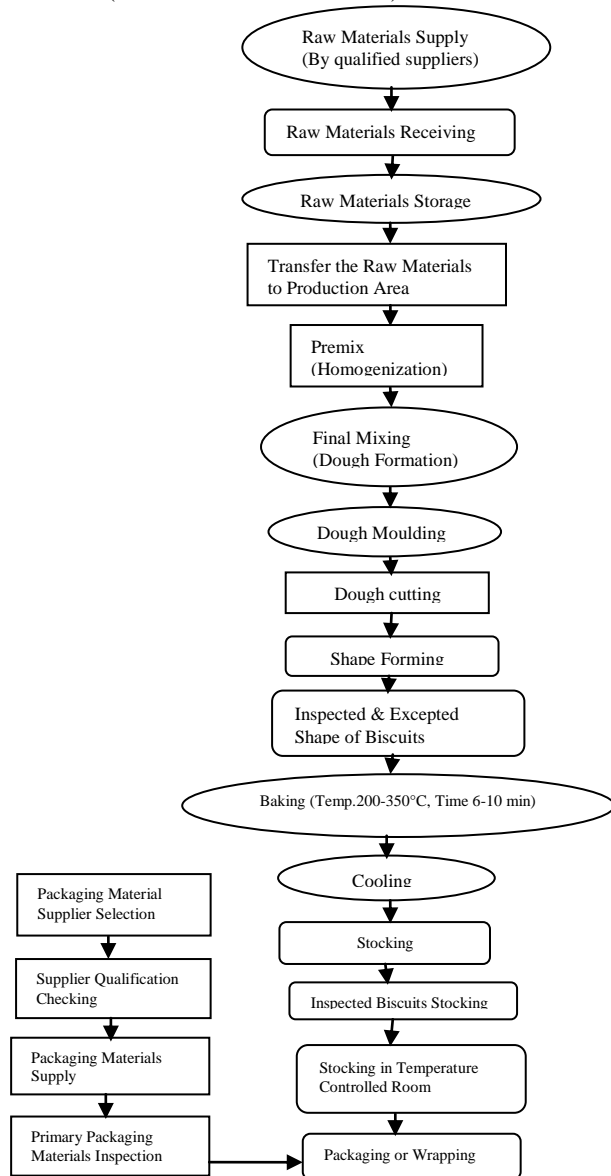 Raw Materials Supply
(By qualified suppliers)
Raw Materials Receiving
Raw Materials Storage
Transfer the Raw Materials
to Production Area
Premix
(Homogenization)
Final Mixing
(Dough Formation)
Dough Moulding
Dough cutting
Shape Forming
Inspected & Excepted
Shape of Biscuits
Baking (Temp.200-350°C, Time 6-10 min)
Cooling
Stocking
Inspected Biscuits Stocking
Stocking in Temperature
Controlled Room
Packaging Material
Supplier Selection
Supplier Qualification
Checking
Packaging Materials
Supply
Primary Packaging
Materials Inspection
Packaging or Wrapping